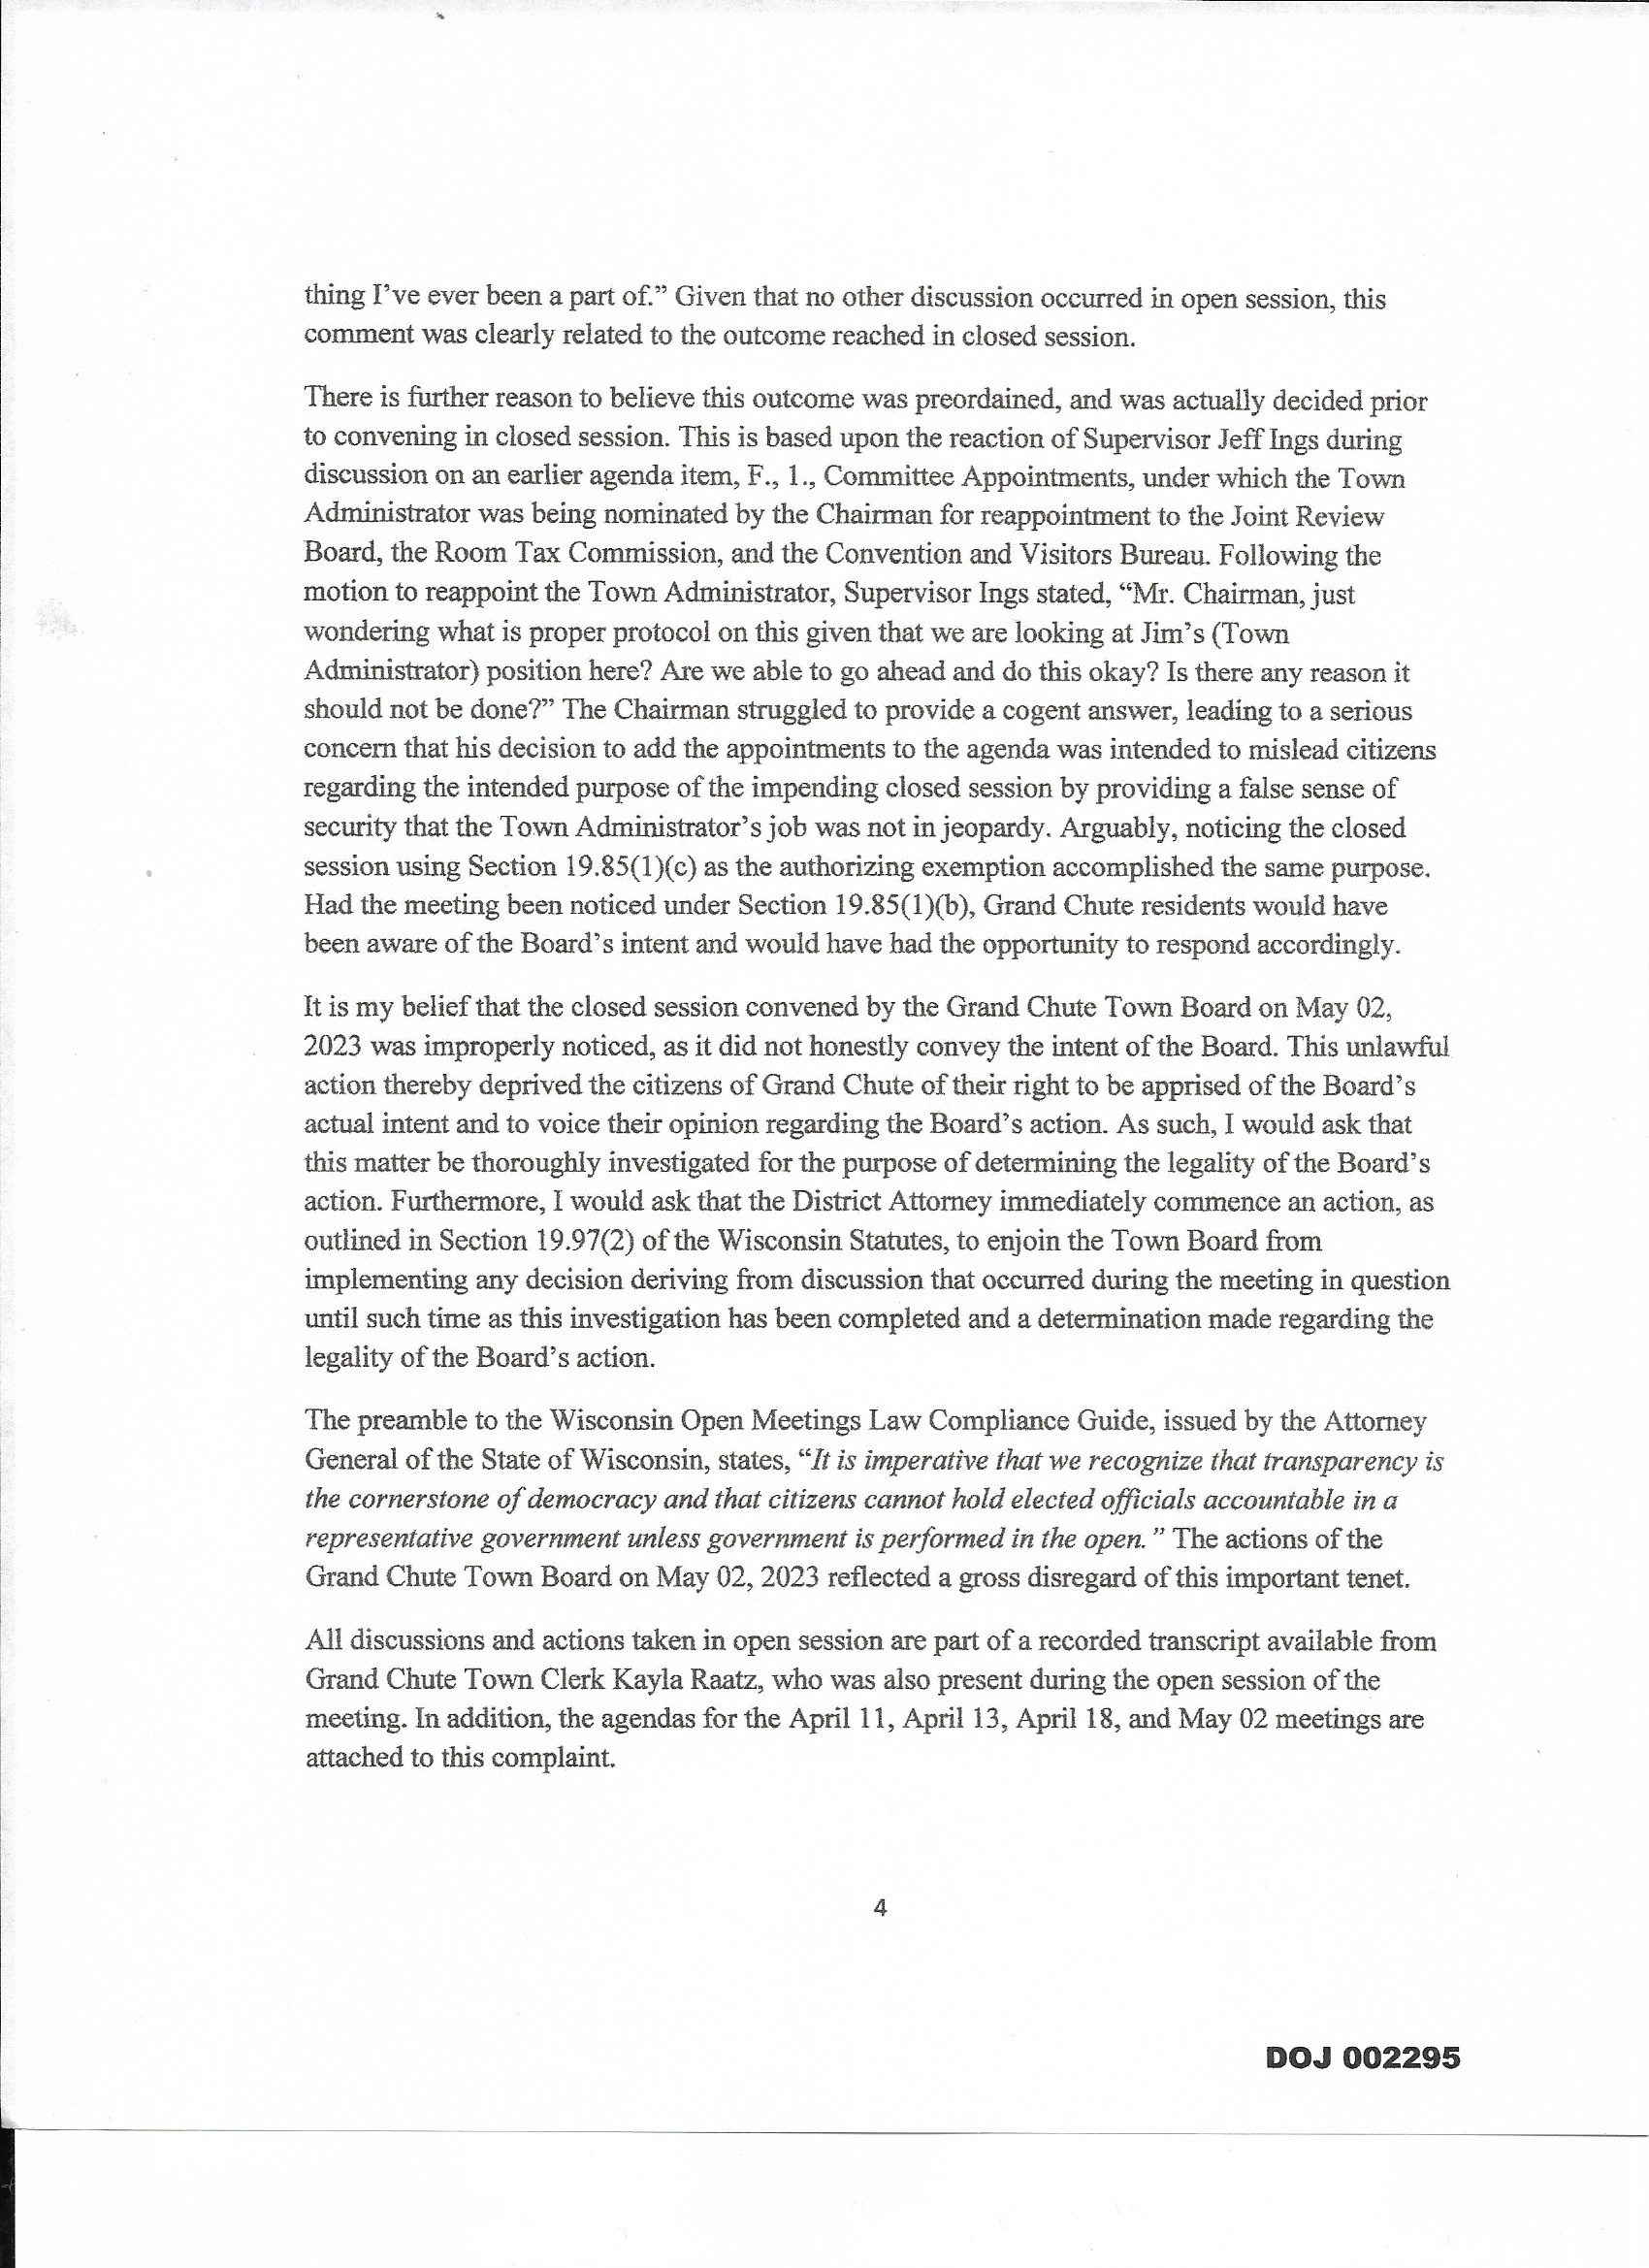 thing I've ever been a part of.” Given that no other discussion occurred in open session, this
comment was clearly related to the outcome reached in closed session.
There is further reason to believe this outcome was preordained, and was actually decided prior
to convening in closed session. This is based upon the reaction of Supervisor Jeff Ings during
discussion on an earlier agenda item, F., 1., Committee Appointments, under which the Town
Administrator was being nominated by the Chairman for reappointment to the Joint Review
Board, the Room Tax Commission, and the Convention and Visitors Bureau. Following the
motion to reappoint the Town Administrator, Supervisor Ings stated, “Mr. Chairman, just
wondering what is proper protocol on this given that we are looking at Jim’s (Town
Administrator) position here? Are we able to go ahead and do this okay? Is there any reason it
should not be done?” The Chairman struggled to provide a cogent answer, leading to a serious
concern that his decision to add the appointments to the agenda was intended to mislead citizens
regarding the intended purpose of the impending closed session by providing a false sense of
security that the Town Administrator’s job was not in jeopardy. Arguably, noticing the closed
session using Section 19.85(1)(c) as the authorizing exemption accomplished the same purpose.
Had the meeting been noticed under Section 19.85(1)(b), Grand Chute residents would have
been aware of the Board’s intent and would have had the opportunity to respond accordingly.
It is my belief that the closed session convened by the Grand Chute Town Board on May 02,
2023 was improperly noticed, as it did not honestly convey the intent of the Board. This unlawful
action thereby deprived the citizens of Grand Chute of their right to be apprised of the Board’s
actual intent and to voice their opinion regarding the Board’s action. As such, I would ask that
this matter be thoroughly investigated for the purpose of determining the legality of the Board’s
action. Furthermore, I would ask that the District Attorney immediately commence an action, as
outlined in Section 19.97(2) of the Wisconsin Statutes, to enjoin the Town Board from
implementing any decision deriving from discussion that occurred during the meeting in question
until such time as this investigation has been completed and a determination made regarding the
legality of the Board’s action.
The preamble to the Wisconsin Open Meetings Law Compliance Guide, issued by the Attorney
General of the State of Wisconsin, states, “It is imperative that we recognize that transparency is
the cornerstone of democracy and that citizens cannot hold elected officials accountable in a
representative government unless government is performed in the open. ” The actions of the
Grand Chute Town Board on May 02, 2023 reflected a gross disregard of this important tenet.
All discussions and actions taken in open session are part of a recorded transcript available from
Grand Chute Town Clerk Kayla Raatz, who was also present during the open session of the
meeting. In addition, the agendas for the April 11, April 13, April 18, and May 02 meetings are
attached to this complaint.
4
DOJ 002295